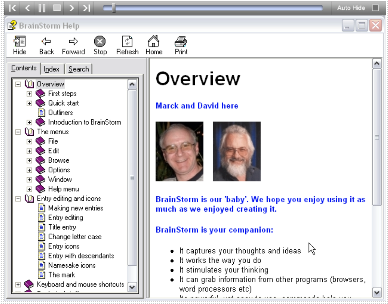 Auto Hide
BrainStorm Help
Hide Back Forward Stop Refresh Home Print
Contents Index Search
Overview
First steps
Quick start
Outliners
Introduction to BrainStorm
The menus
File
Edit
Browse
Options
Window
Help menu
Entry editing and icons
Making new entries
Entry editing
Title entry
Change letter case
Entry icons
Entry with descendants
Namesake icons
The mark
Keyboard and mouse shortcuts
Overview
Marck and David here
BrainStorm is our 'baby'. We hope you enjoy using it as
much as we enjoyed creating it.
BrainStorm is your companion:
• It captures your thoughts and ideas
• It works the way you do
• It stimulates your thinking
• It can grab information from other programs (browsers,
word processors etc)